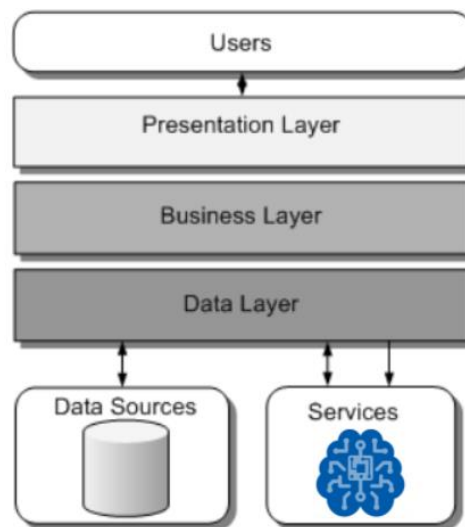 Users
Presentation Layer
Business Layer
Data Layer
Data Sources
Services